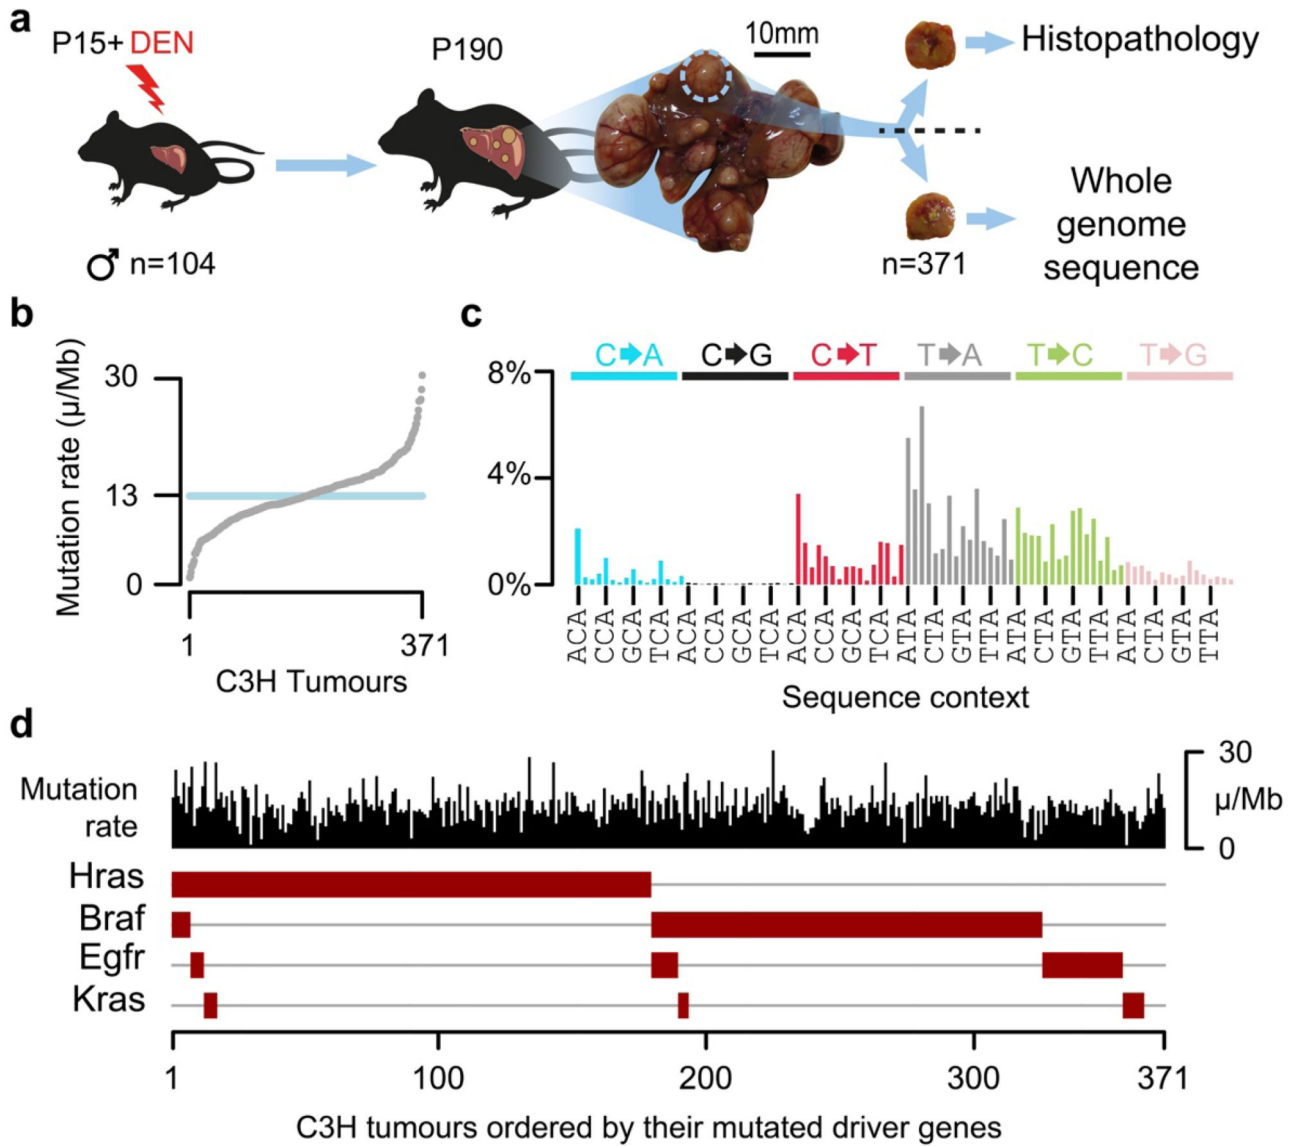 a
P15+ DEN
P190
10mm
Histopathology
Whole
genome
sequence
♂ n=104
n=371
b
Mutation rate (µ/Mb)
30
13
0
1
371
C3H Tumours
c
C➡A C➡G C➡T T➡A T➡C T➡G
8%
4%
0%
ACA CCA GCA TCA ACA CCA GCA TCA ACA CCA GCA TCA ATA CTA GTA TTA ATA CTA GTA TTA ATA CTA GTA TTA
Sequence context
d
Mutation
rate
30
µ/Mb
0
Hras
Braf
Egfr
Kras
1 100 200 300 371
C3H tumours ordered by their mutated driver genes